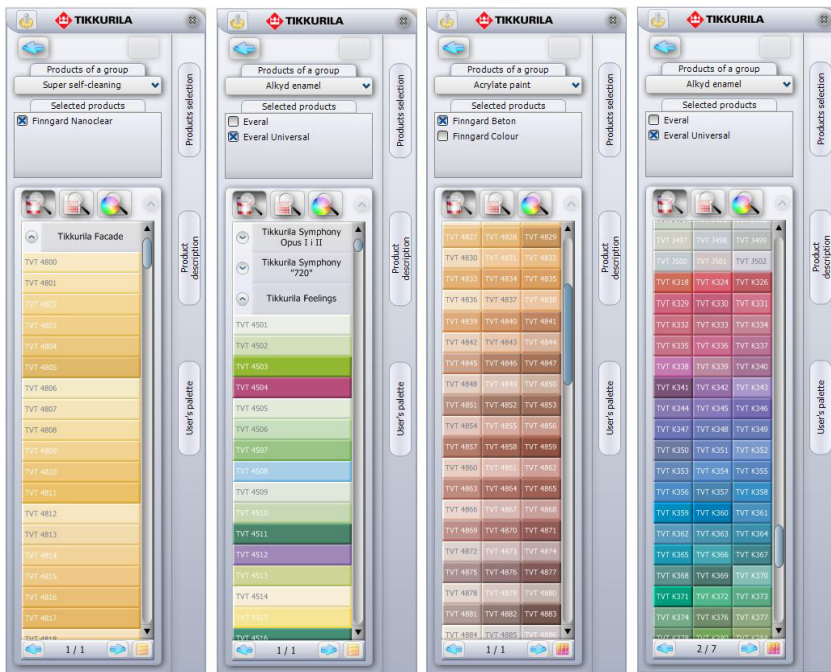 TIKKURILA
Products of a group
Super self-cleaning
Selected products
Finngard Nanoclear
Products selection
Product description
User's palette
Tikkurila Facade
TVT 4800
TVT 4801
TVT 4802
TVT 4803
TVT 4804
TVT 4805
TVT 4806
TVT 4807
TVT 4808
TVT 4809
TVT 4810
TVT 4811
TVT 4812
TVT 4813
TVT 4814
TVT 4815
TVT 4816
TVT 4817
TVT 4818
1/1
TIKKURILA
Products of a group
Alkyd enamel
Selected products
Everal
Everal Universal
Products selection
Product description
User's palette
Tikkurila Symphony
Opus I i II
Tikkurila Symphony
"720"
Tikkurila Feelings
TVT 4501
TVT 4502
TVT 4503
TVT 4504
TVT 4505
TVT 4506
TVT 4507
TVT 4508
TVT 4509
TVT 4510
TVT 4511
TVT 4512
TVT 4513
TVT 4514
TVT 4515
TVT 4516
1/1
TIKKURILA
Products of a group
Acrylate paint
Selected products
Finngard Beton
Finngard Colour
Products selection
Product description
User's palette
TVT 4827 TVT 4828 TVT 4829
TVT 4830 TVT 4831 TVT 4832
TVT 4833 TVT 4834 TVT 4835
TVT 4836 TVT 4837 TVT 4838
TVT 4839 TVT 4840 TVT 4841
TVT 4842 TVT 4843 TVT 4844
TVT 4845 TVT 4846 TVT 4847
TVT 4848 TVT 4849 TVT 4850
TVT 4851 TVT 4852 TVT 4853
TVT 4854 TVT 4855 TVT 4856
TVT 4857 TVT 4858 TVT 4859
TVT 4860 TVT 4861 TVT 4862
TVT 4863 TVT 4864 TVT 4865
TVT 4866 TVT 4867 TVT 4868
TVT 4869 TVT 4870 TVT 4871
TVT 4872 TVT 4873 TVT 4874
TVT 4875 TVT 4876 TVT 4877
TVT 4878 TVT 4879 TVT 4880
TVT 4881 TVT 4882 TVT 4883
TVT 4884 TVT 4885 TVT 4886
1/1
TIKKURILA
Products of a group
Alkyd enamel
Selected products
Everal
Everal Universal
Products selection
Product description
User's palette
TVT J497 TVT J498 TVT J499
TVT J500 TVT J501 TVT J502
TVT K318 TVT K324 TVT K326
TVT K329 TVT K330 TVT K331
TVT K332 TVT K333 TVT K334
TVT K335 TVT K336 TVT K337
TVT K338 TVT K339 TVT K340
TVT K341 TVT K342 TVT K343
TVT K344 TVT K345 TVT K346
TVT K347 TVT K348 TVT K349
TVT K350 TVT K351 TVT K352
TVT K353 TVT K354 TVT K355
TVT K356 TVT K357 TVT K358
TVT K359 TVT K360 TVT K361
TVT K362 TVT K363 TVT K364
TVT K365 TVT K366 TVT K367
TVT K368 TVT K369 TVT K370
TVT K371 TVT K372 TVT K373
TVT K374 TVT K376 TVT K377
TVT K378 TVT K380 TVT K384
2/7